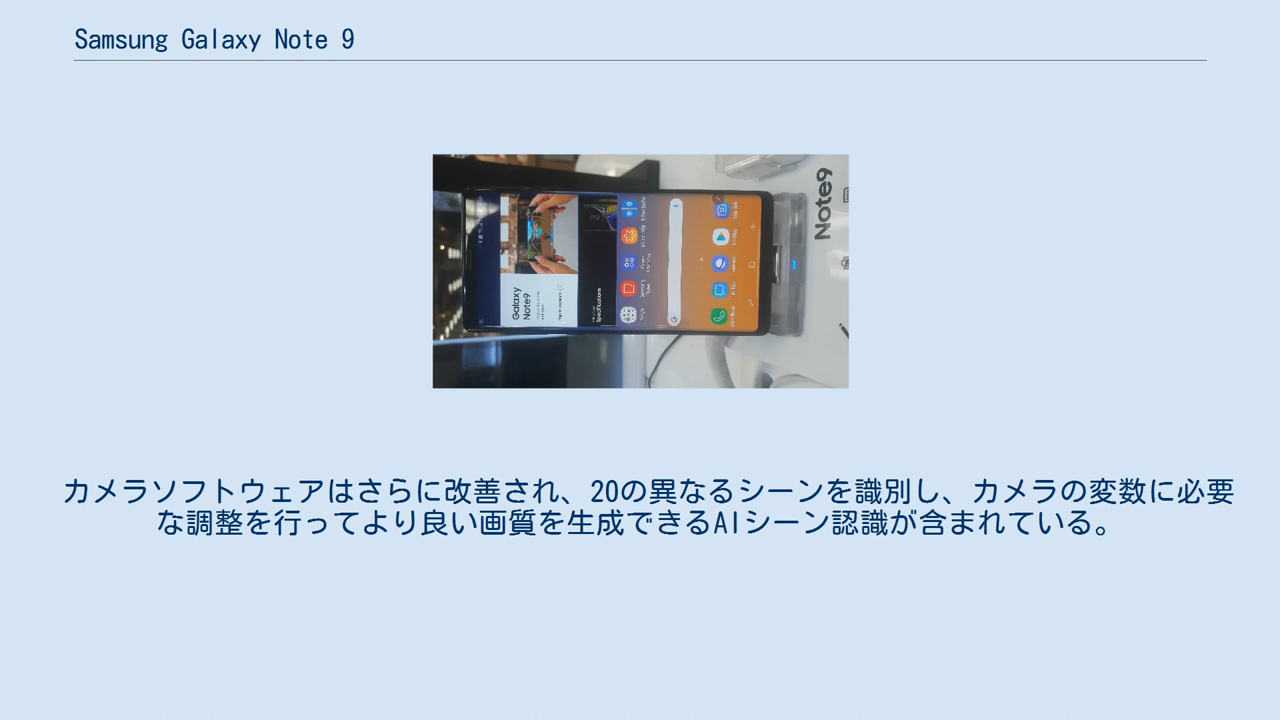 Samsung Galaxy Note 9
Note9
Galaxy
Note9
Specifications
カメラソフトウェアはさらに改善され、20の異なるシーンを識別し、カメラの変数に必要
な調整を行ってより良い画質を生成できるAIシーン認識が含まれている。